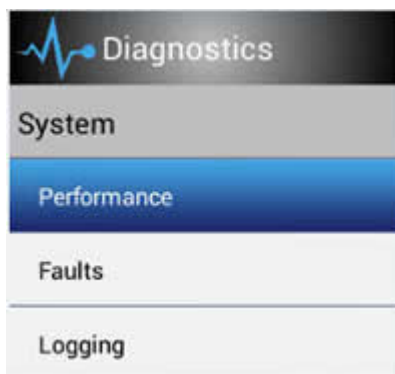 Diagnostics
System
Performance
Faults
Logging